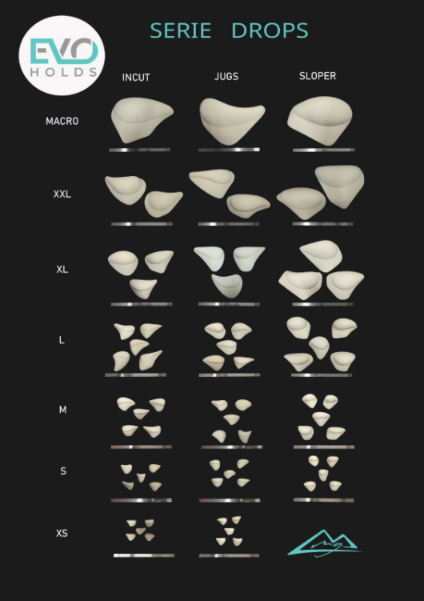 SERIE DROPS
EVO
HOLDS
INCUT JUGS SLOPER
MACRO
XXL
XL
L
M
S
XS